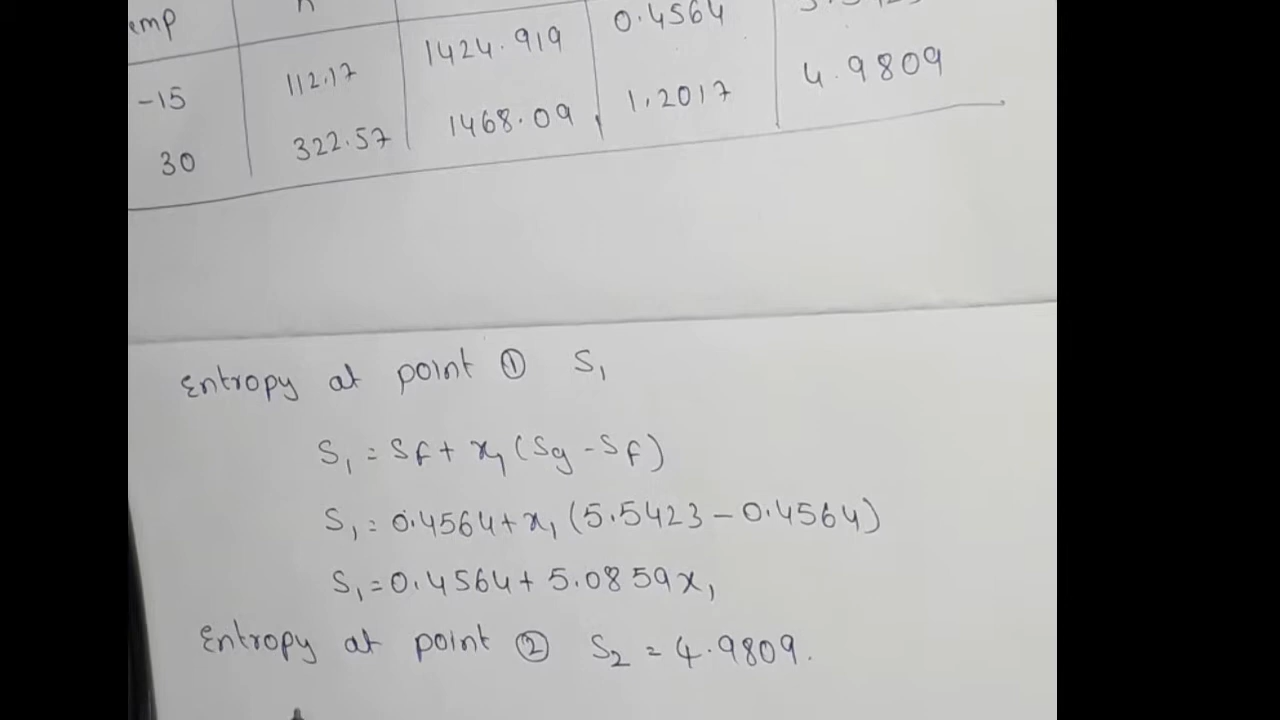 emp
0.4564
-15 112.17 1424.919
30 322.57 1468.09 1.2017 4.9809
Entropy at point ① S₁
S₁ = Sf + x₁ (Sg - Sf)
S₁ = 0.4564 + x₁ (5.5423 - 0.4564)
S₁ = 0.4564 + 5.0859x₁
Entropy at point ② S₂ = 4.9809.